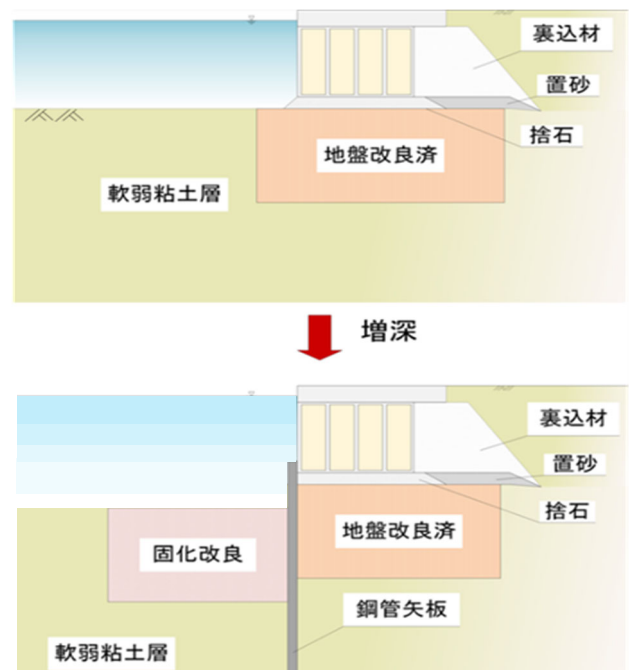 裏込材
置砂
捨石
地盤改良済
軟弱粘土層
増深
裏込材
置砂
捨石
地盤改良済
固化改良
鋼管矢板
軟弱粘土層